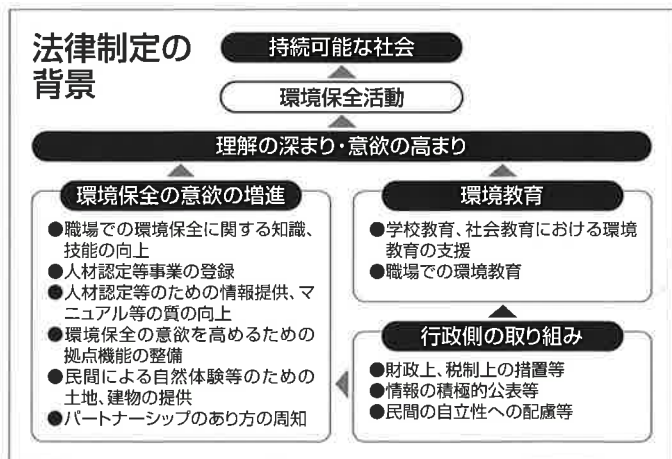 法律制定の
背景
持続可能な社会
環境保全活動
理解の深まり・意欲の高まり
環境保全の意欲の増進
●職場での環境保全に関する知識、
技能の向上
●人材認定等事業の登録
●人材認定等のための情報提供、マ
ニュアル等の質の向上
●環境保全の意欲を高めるための
拠点機能の整備
●民間による自然体験等のための
土地、建物の提供
●パートナーシップのあり方の周知
環境教育
●学校教育、社会教育における環境
教育の支援
●職場での環境教育
行政側の取り組み
●財政上、税制上の措置等
●情報の積極的公表等
●民間の自立性への配慮等